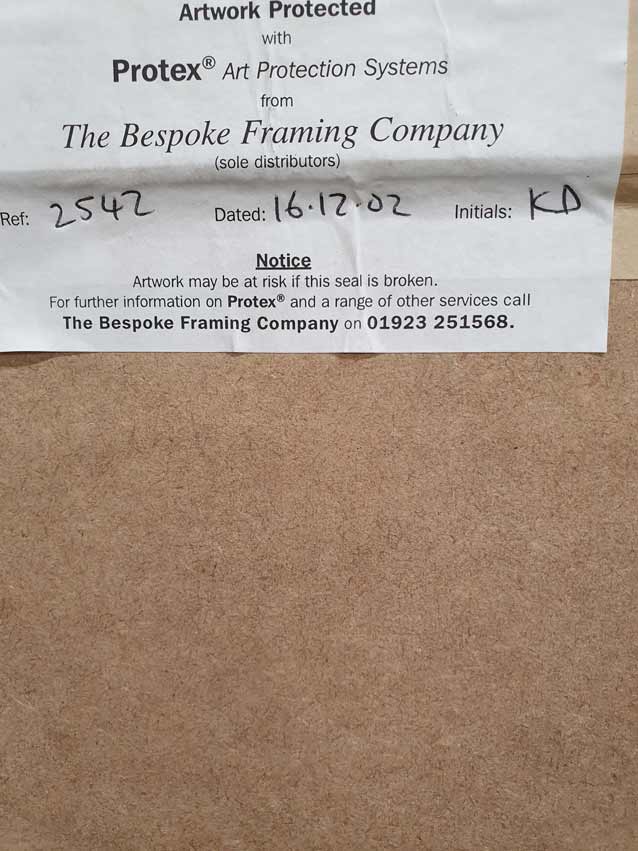 Artwork Protected
with
Protex® Art Protection Systems
from
The Bespoke Framing Company
(sole distributors)
Ref: 2542 Dated: 16.12.02 Initials: KD
Notice
Artwork may be at risk if this seal is broken.
For further information on Protex® and a range of other services call
The Bespoke Framing Company on 01923 251568.